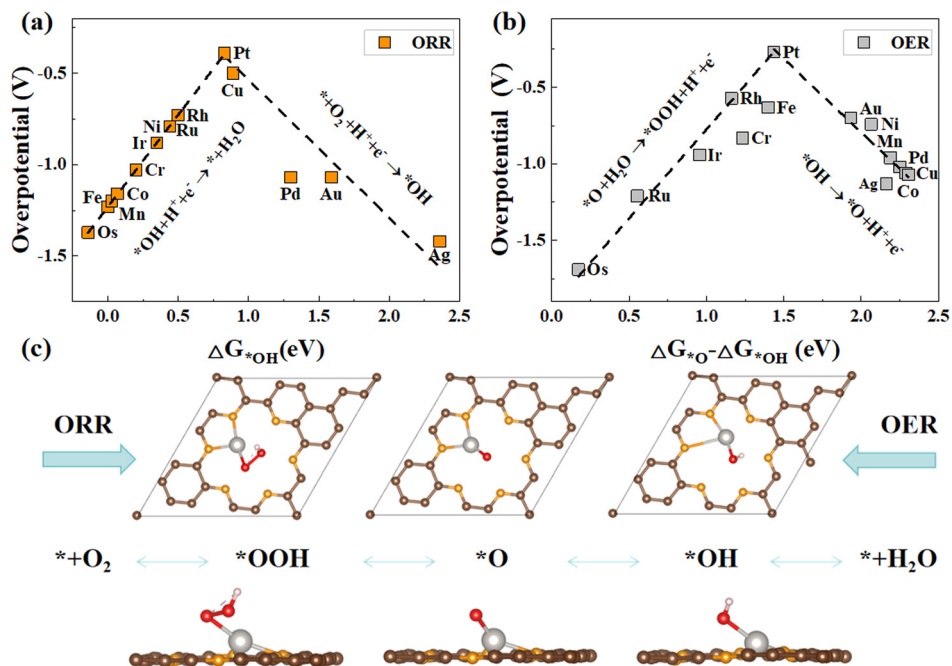 (a)
ORR
Overpotential (V)
-0.5
-1.0
-1.5
0.0 0.5 1.0 1.5 2.0 2.5
△G*OH(eV)
Pt
Cu
Rh
Ni
Ru
Ir
Cr
Fe
Co
Mn
Os
Pd
Au
Ag
*OH+H⁺+e⁻→*+H₂O
*+O₂+H⁺+e⁻→*OH
(b)
OER
Overpotential (V)
-0.5
-1.0
-1.5
0.0 0.5 1.0 1.5 2.0 2.5
△G*O-△G*OH (eV)
Pt
Rh
Fe
Au
Ni
Cr
Mn
Ir
Pd
Cu
Ag
Co
Ru
Os
*O+H₂O→*OOH+H⁺+e⁻
*OH→*O+H⁺+e⁻
(c)
ORR
OER
*+O₂ *OOH *O *OH *+H₂O